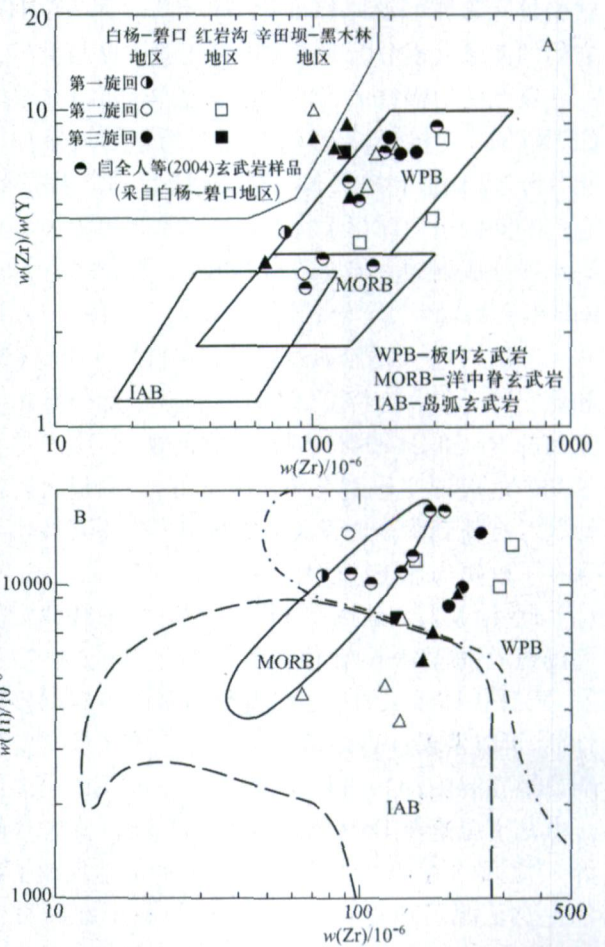 20
白杨-碧口 红岩沟 辛田坝-黑木林
地区 地区 地区
A
第一旋回
10
第二旋回
第三旋回
闫全人等(2004)玄武岩样品
(采自白杨-碧口地区)
WPB
w(Zr)/w(Y)
MORB
WPB-板内玄武岩
MORB-洋中脊玄武岩
IAB-岛弧玄武岩
IAB
1
10 100 1000
w(Zr)/10⁻⁶
B
10000
MORB
WPB
w(Ti)/10⁻⁶
IAB
1000
10 100 500
w(Zr)/10⁻⁶